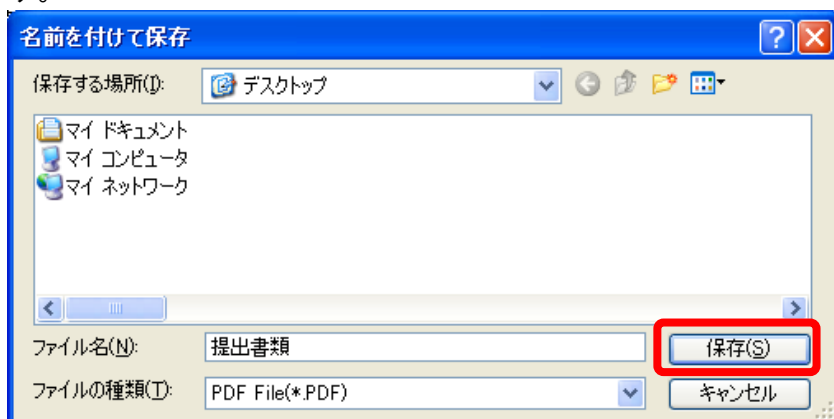 名前を付けて保存
保存する場所(I):
デスクトップ
マイ ドキュメント
マイ コンピュータ
マイ ネットワーク
ファイル名(N):
提出書類
保存(S)
ファイルの種類(T):
PDF File(*.PDF)
キャンセル